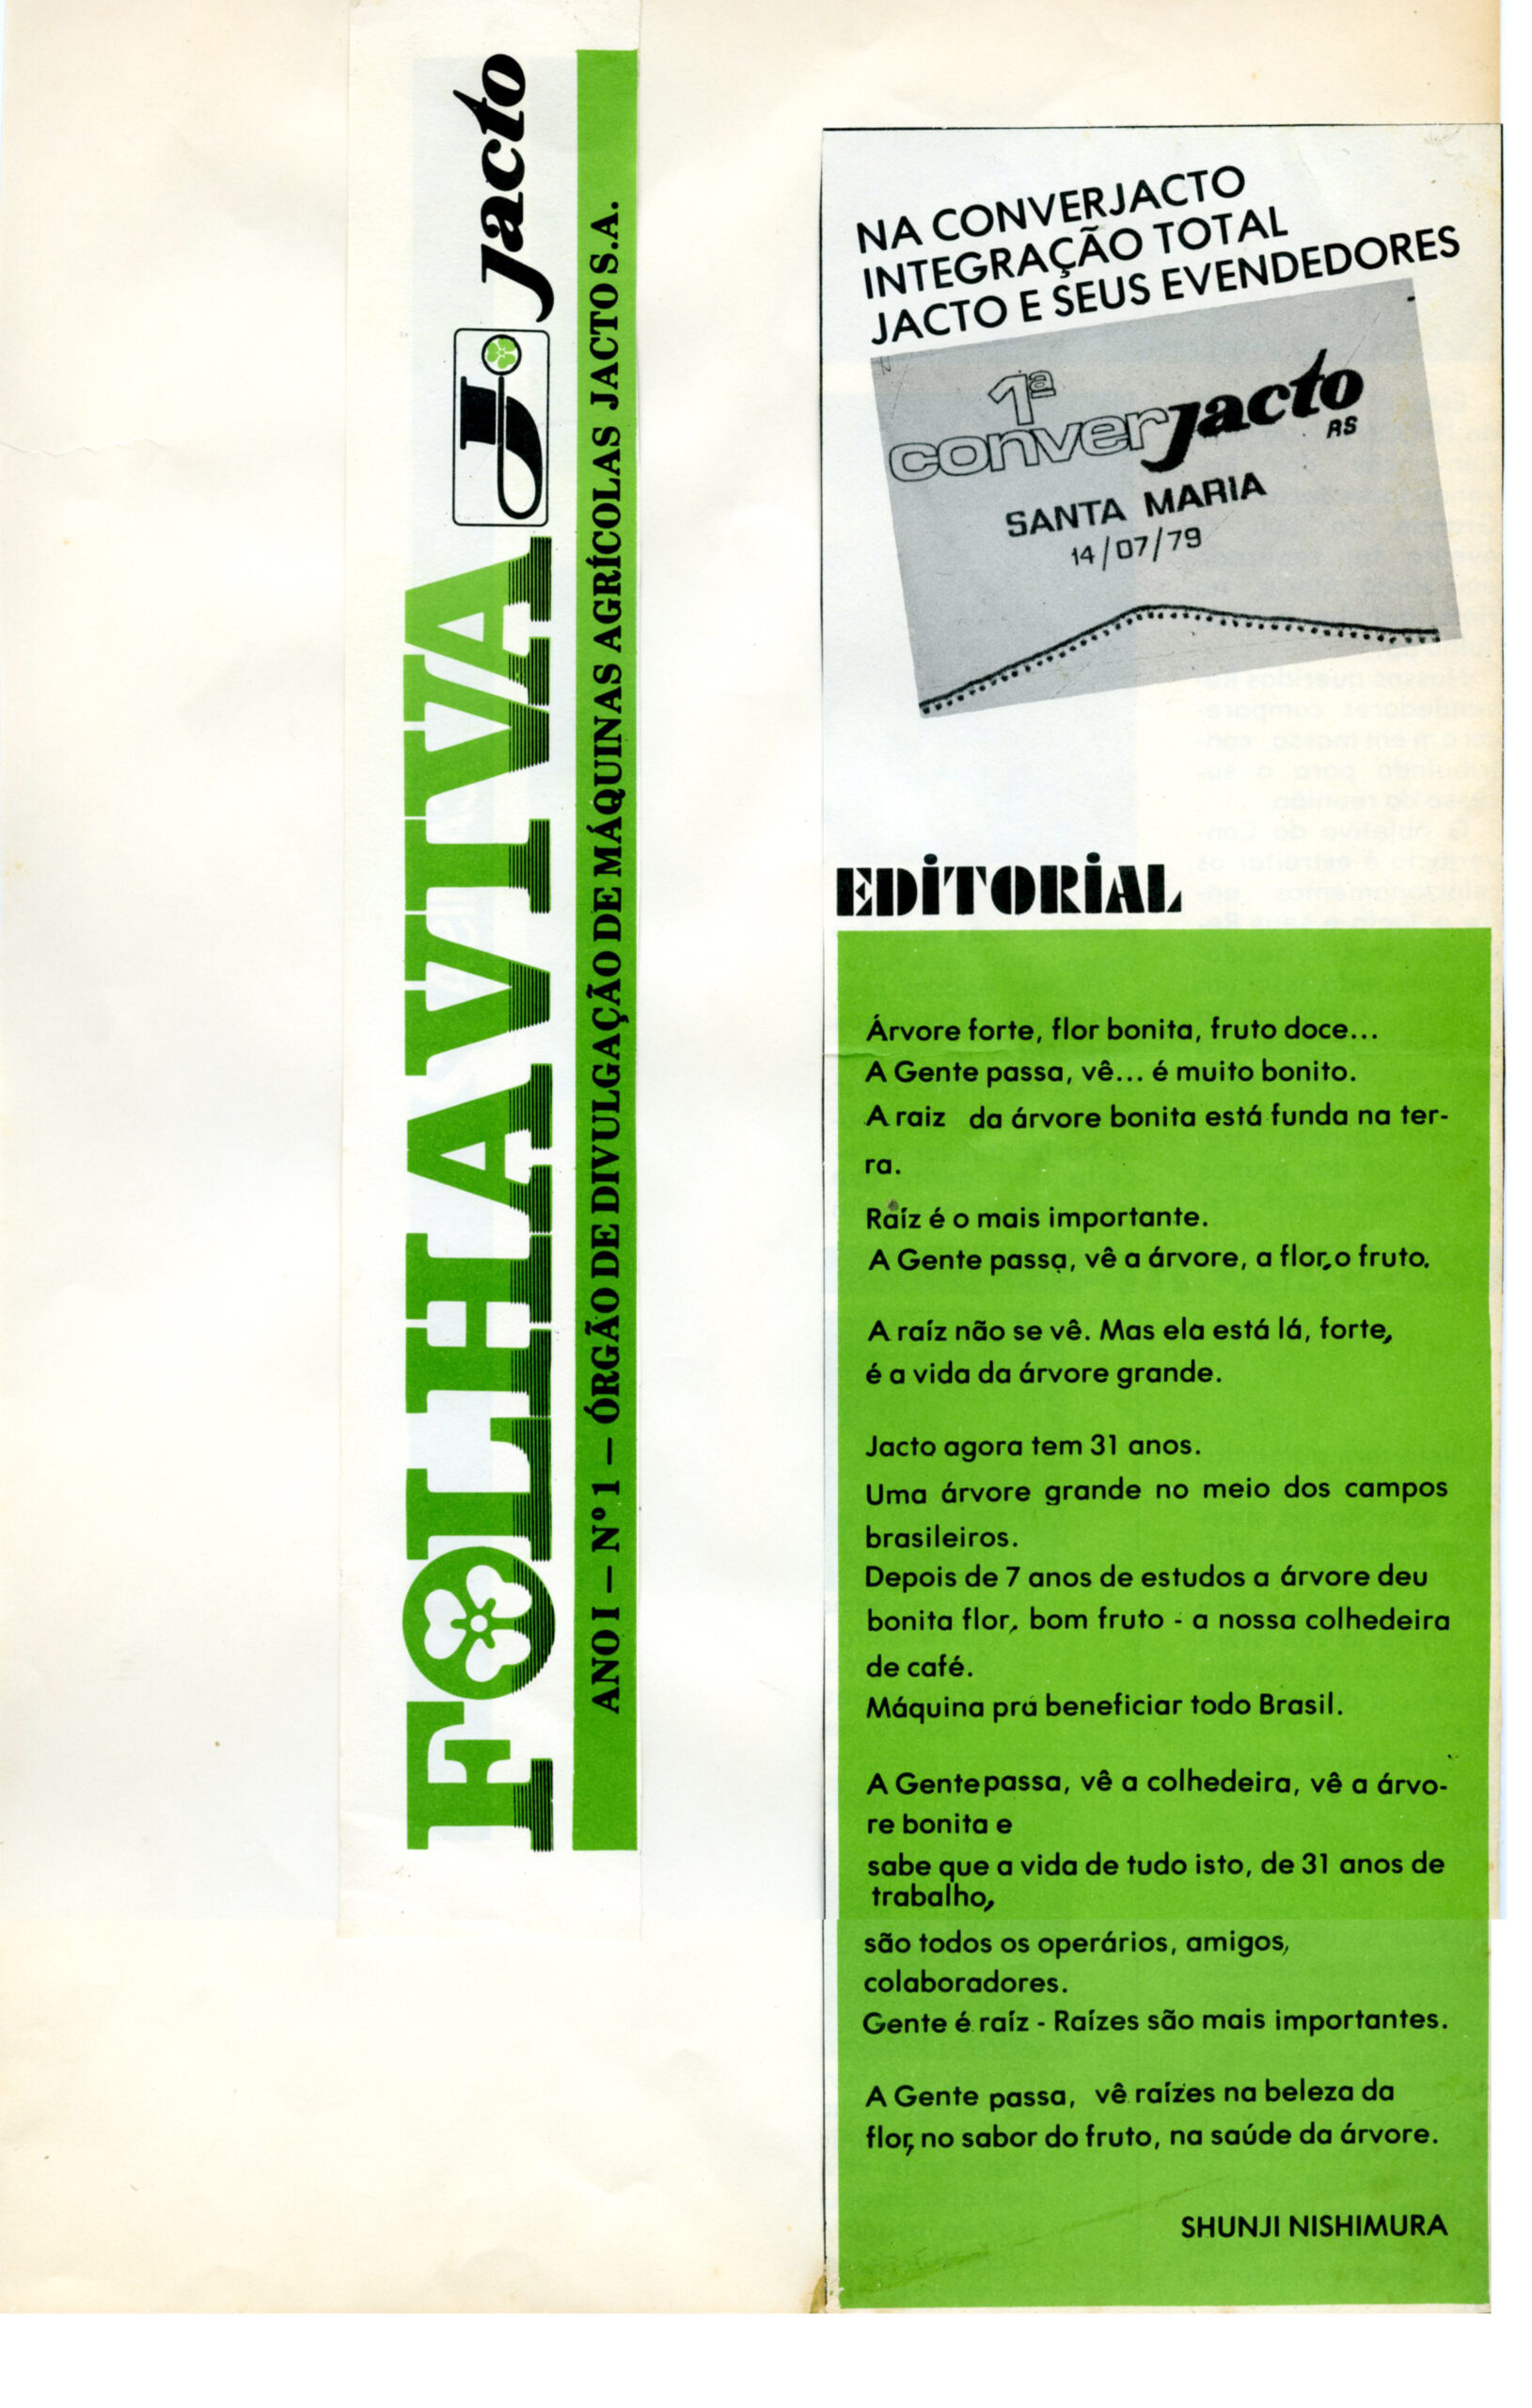 FOLHAVIVA J jacto
ANO I — Nº 1 — ÓRGÃO DE DIVULGAÇÃO DE MÁQUINAS AGRÍCOLAS JACTO S.A.
NA CONVERJACTO
INTEGRAÇÃO TOTAL
JACTO E SEUS EVENDEDORES
1ª
converjacto
RS
SANTA MARIA
14/07/79
EDITORIAL
Árvore forte, flor bonita, fruto doce...
A Gente passa, vê... é muito bonito.
A raiz da árvore bonita está funda na ter-
ra.
Raíz é o mais importante.
A Gente passa, vê a árvore, a flor,o fruto.
A raíz não se vê. Mas ela está lá, forte,
é a vida da árvore grande.
Jacto agora tem 31 anos.
Uma árvore grande no meio dos campos
brasileiros.
Depois de 7 anos de estudos a árvore deu
bonita flor, bom fruto - a nossa colhedeira
de café.
Máquina pra beneficiar todo Brasil.
A Gente passa, vê a colhedeira, vê a árvo-
re bonita e
sabe que a vida de tudo isto, de 31 anos de
trabalho,
são todos os operários, amigos,
colaboradores.
Gente é raíz - Raízes são mais importantes.
A Gente passa, vê raízes na beleza da
flor, no sabor do fruto, na saúde da árvore.
SHUNJI NISHIMURA